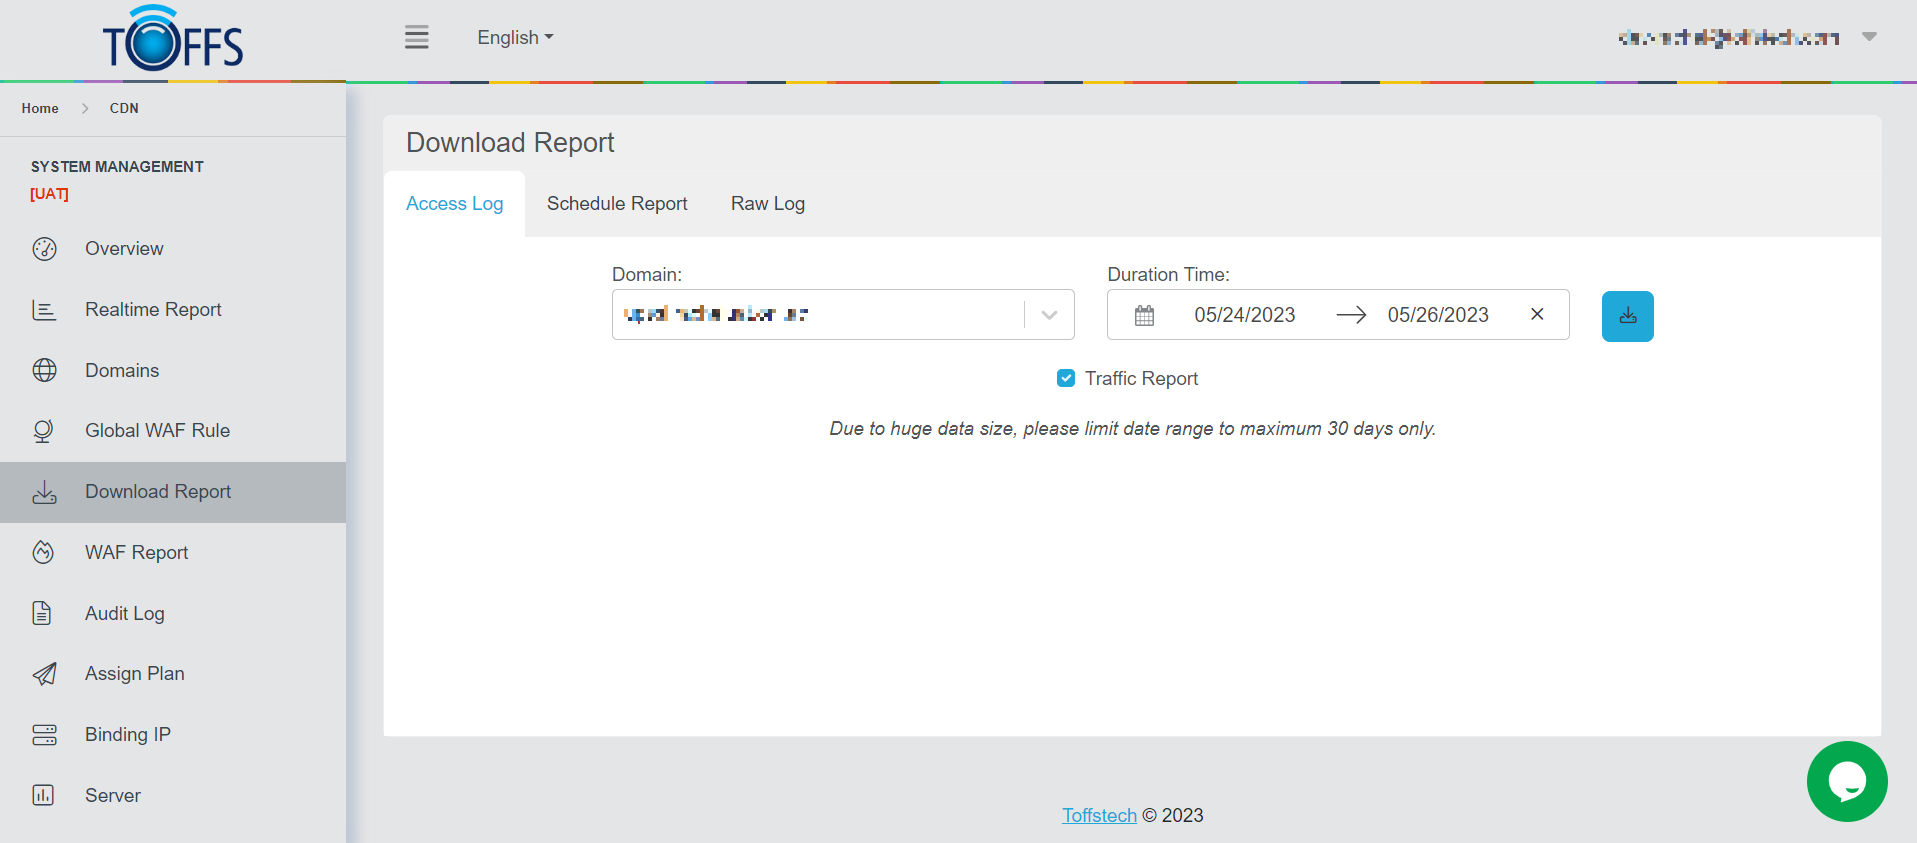 TOFFS
English
Home > CDN
SYSTEM MANAGEMENT
[UAT]
Overview
Realtime Report
Domains
Global WAF Rule
Download Report
WAF Report
Audit Log
Assign Plan
Binding IP
Server
Download Report
Access Log Schedule Report Raw Log
Domain: Duration Time:
05/24/2023 → 05/26/2023 ×
Traffic Report
Due to huge data size, please limit date range to maximum 30 days only.
Toffstech © 2023